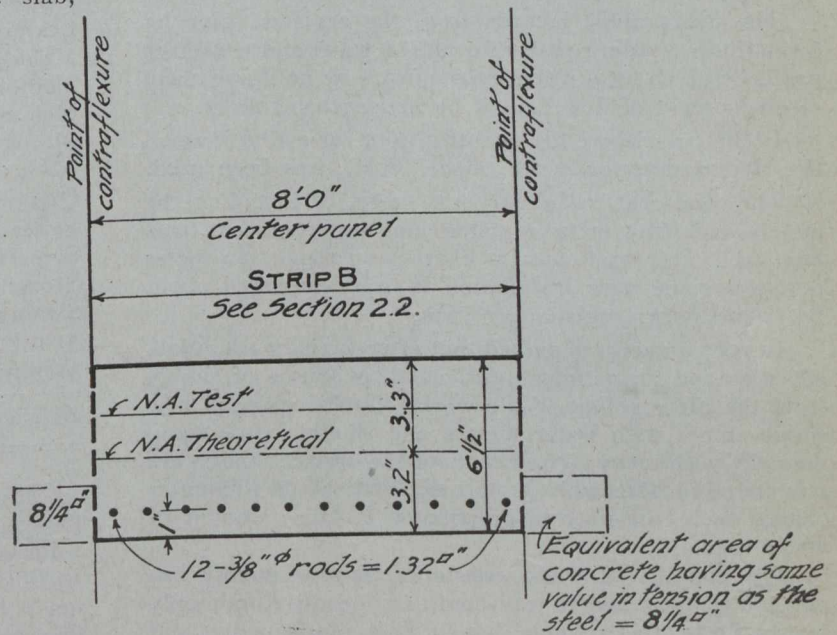 slab,
Point of
contraflexure
Point of
contraflexure
8'-0"
Center panel
STRIP B
See Section 2.2.
N.A. Test
N.A. Theoretical
3.3"
3.2"
6½"
8¼□"
1"
12-⅜"ϕ rods = 1.32□"
Equivalent area of
concrete having same
value in tension as the
steel = 8¼□"